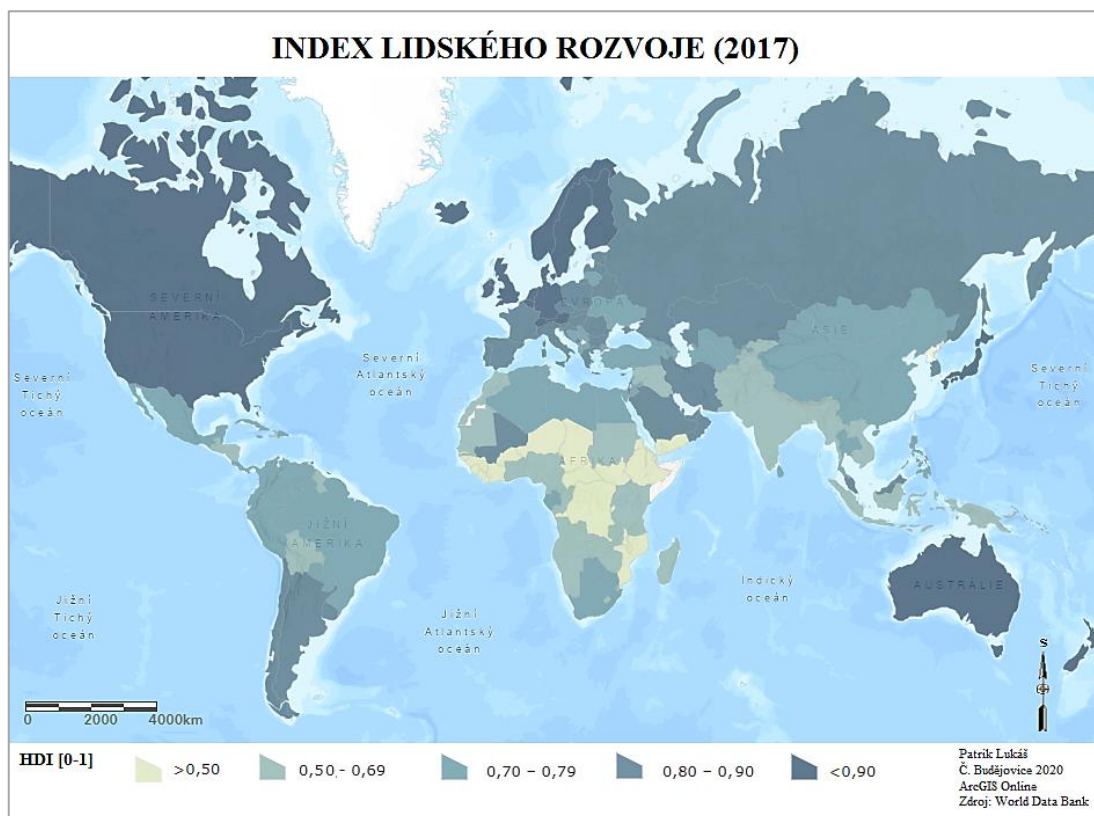 INDEX LIDSKÉHO ROZVOJE (2017)
SEVERNÍ
AMERIKA
EVROPA
ASIE
Severní
Tichý
oceán
Severní
Atlantský
oceán
Severní
Tichý
oceán
AFRIKA
JIŽNÍ
AMERIKA
Jižní
Tichý
oceán
Jižní
Atlantský
oceán
Indický
oceán
AUSTRÁLIE
S
0 2000 4000km
HDI [0-1]
>0,50
0,50 - 0,69
0,70 – 0,79
0,80 – 0,90
<0,90
Patrik Lukáš
Č. Budějovice 2020
ArcGIS Online
Zdroj: World Data Bank